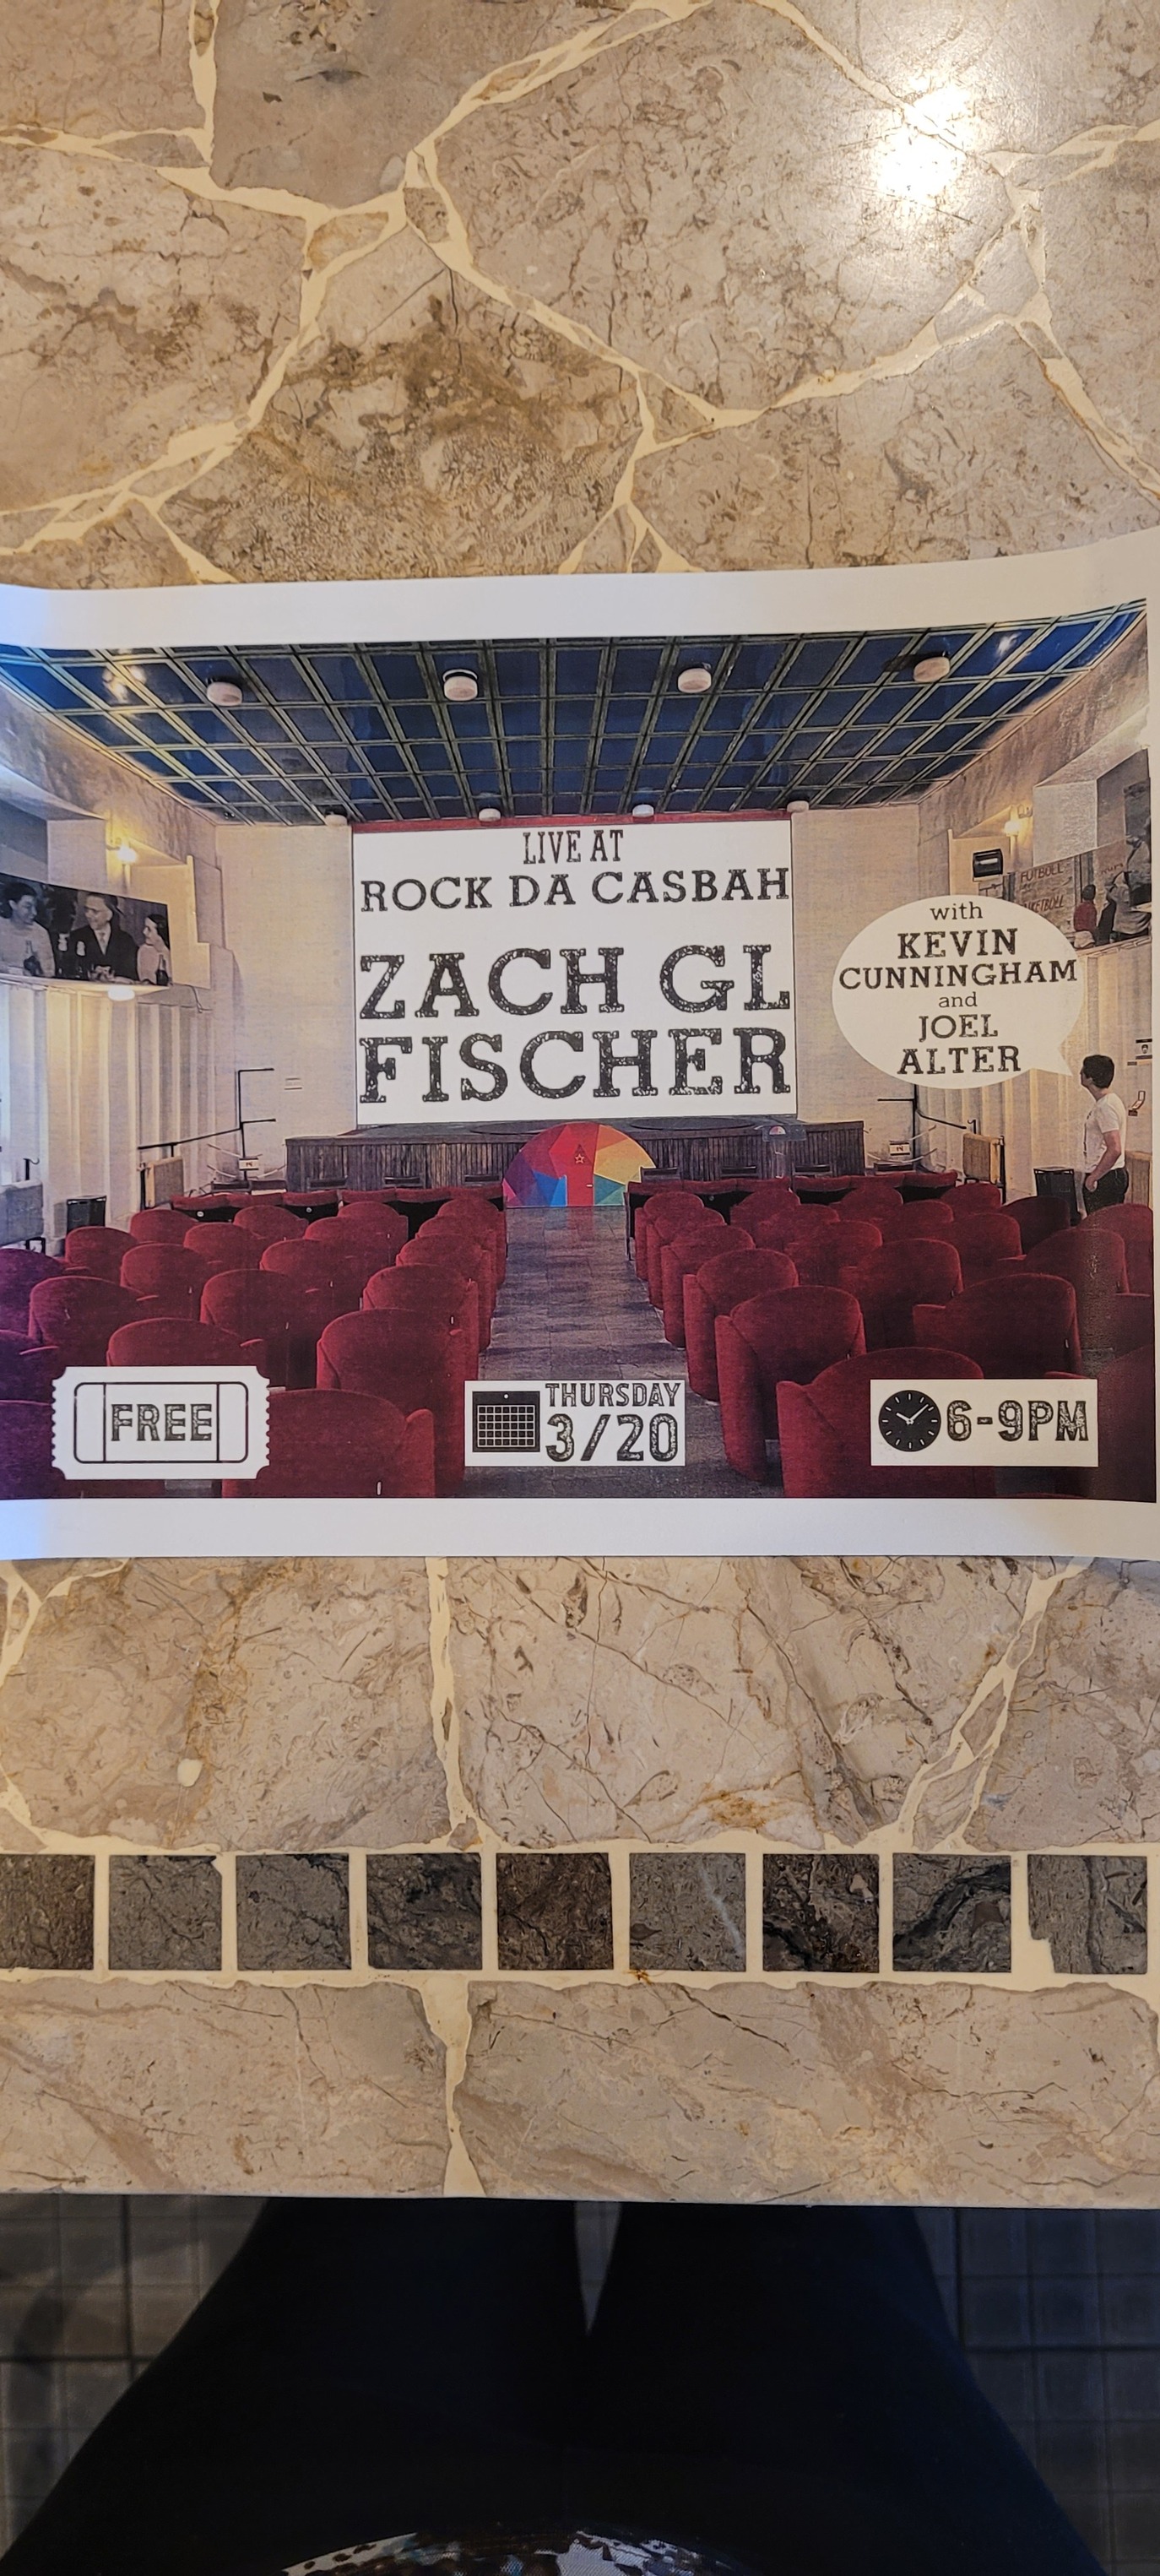 LIVE AT
ROCK DA CASBAH
ZACH GL
FISCHER
with
KEVIN
CUNNINGHAM
and
JOEL
ALTER
FUTBOLL
FREE
THURSDAY
3/20
6-9PM